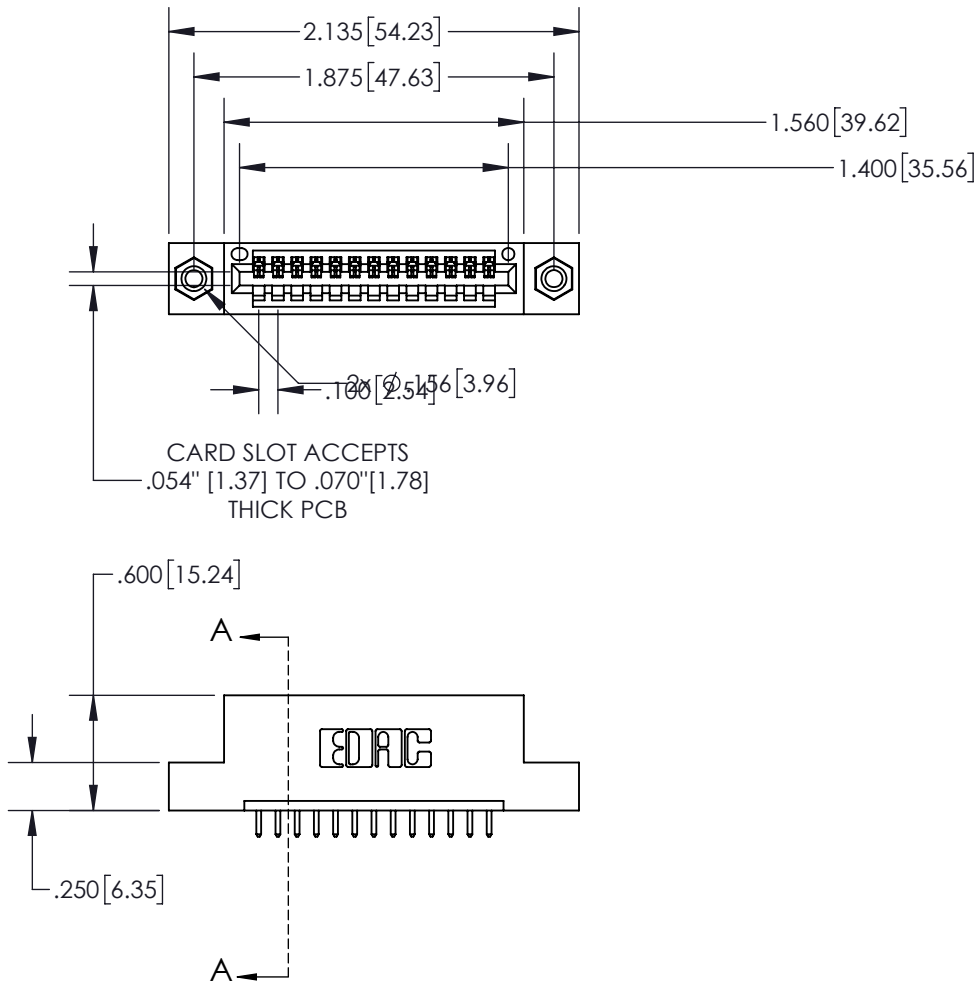 2.135[54.23]
1.875[47.63]
1.560[39.62]
1.400[35.56]
2x Ø .156 [3.96]
.100[2.54]
CARD SLOT ACCEPTS
.054" [1.37] TO .070"[1.78]
THICK PCB
.600[15.24]
A
EDAC
.250[6.35]
A